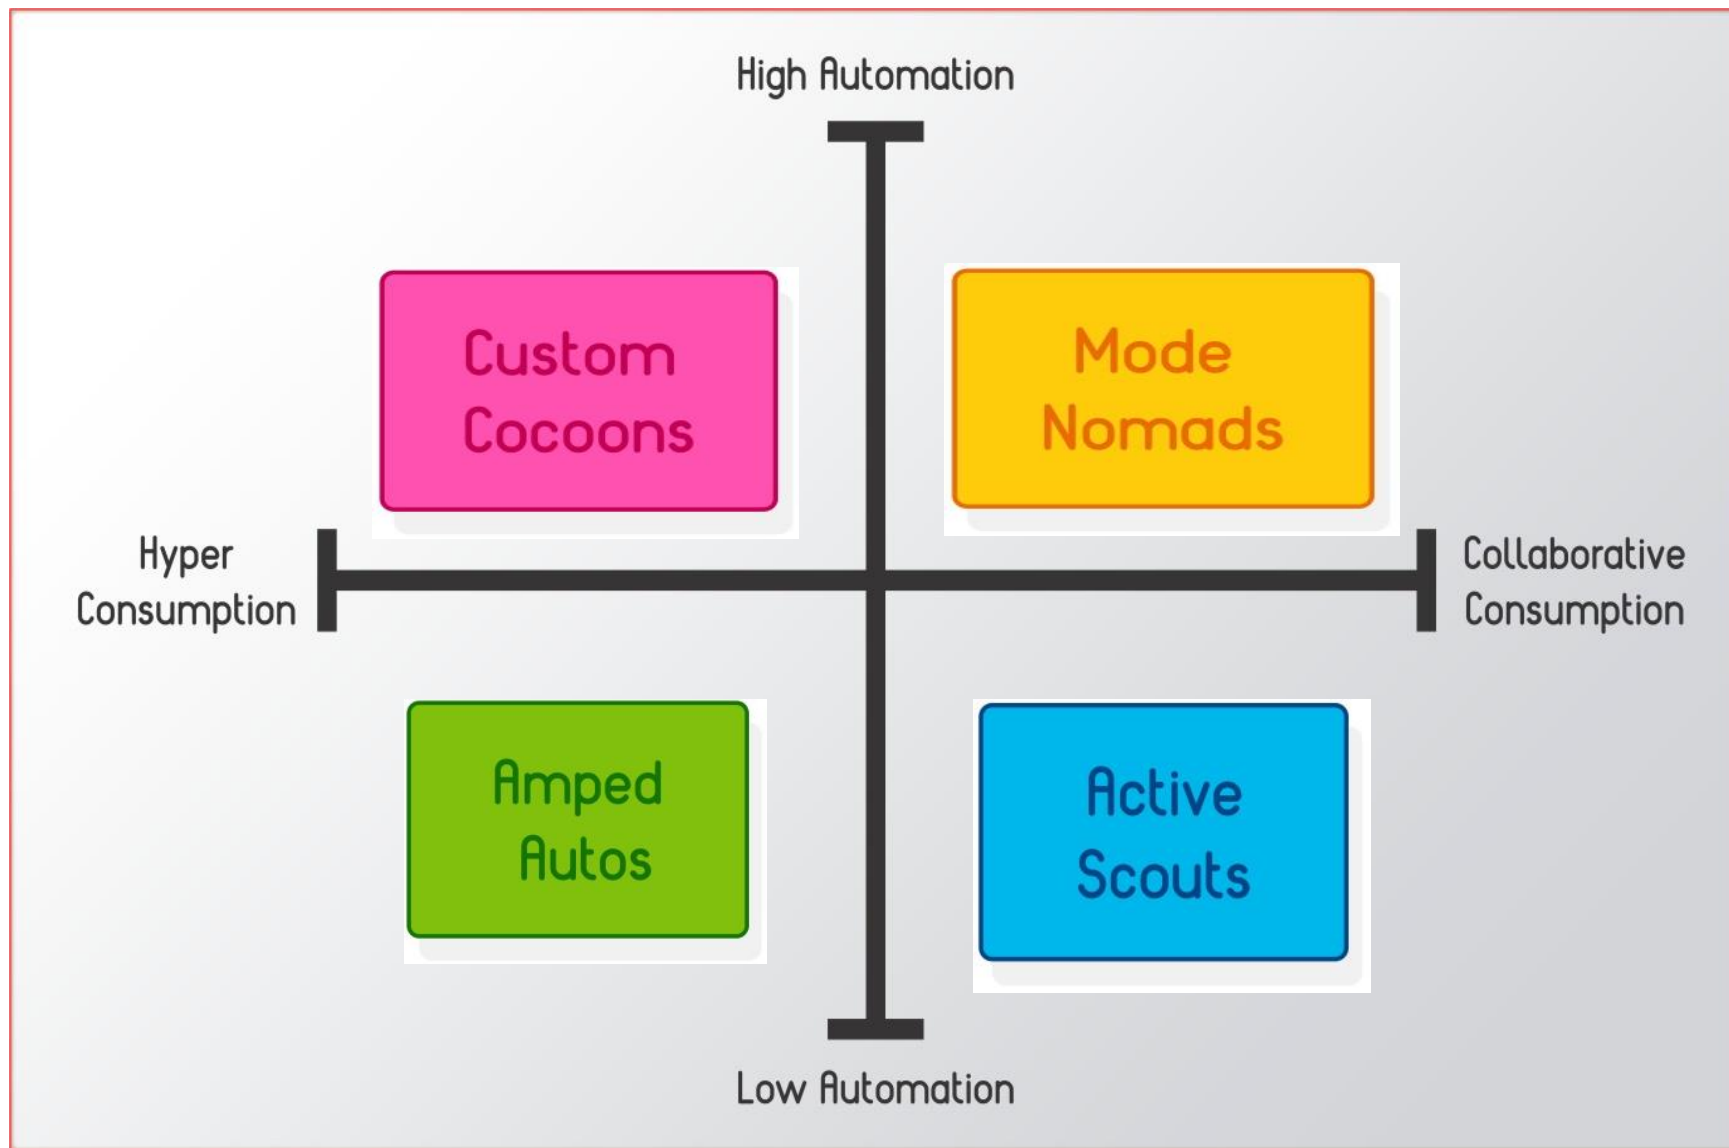 High Automation
Custom
Cocoons
Mode
Nomads
Hyper
Consumption
Collaborative
Consumption
Amped
Autos
Active
Scouts
Low Automation